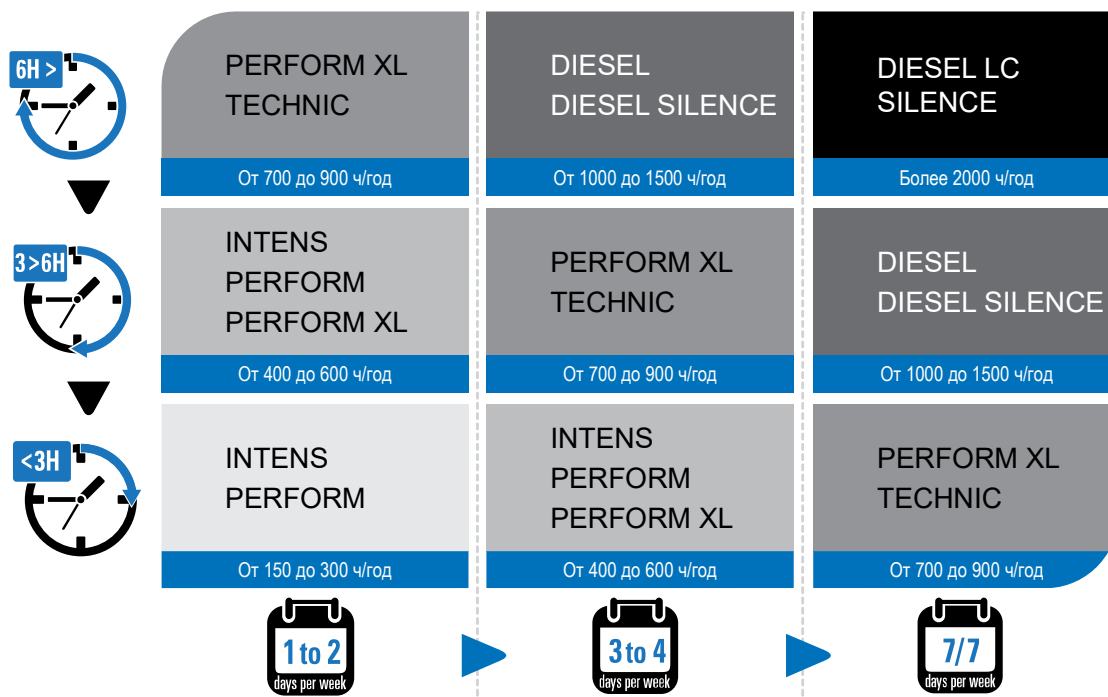 6H >
PERFORM XL
TECHNIC
DIESEL
DIESEL SILENCE
DIESEL LC
SILENCE
От 700 до 900 ч/год
От 1000 до 1500 ч/год
Более 2000 ч/год
3>6H
INTENS
PERFORM
PERFORM XL
PERFORM XL
TECHNIC
DIESEL
DIESEL SILENCE
От 400 до 600 ч/год
От 700 до 900 ч/год
От 1000 до 1500 ч/год
<3H
INTENS
PERFORM
INTENS
PERFORM
PERFORM XL
PERFORM XL
TECHNIC
От 150 до 300 ч/год
От 400 до 600 ч/год
От 700 до 900 ч/год
1 to 2
days per week
3 to 4
days per week
7/7
days per week